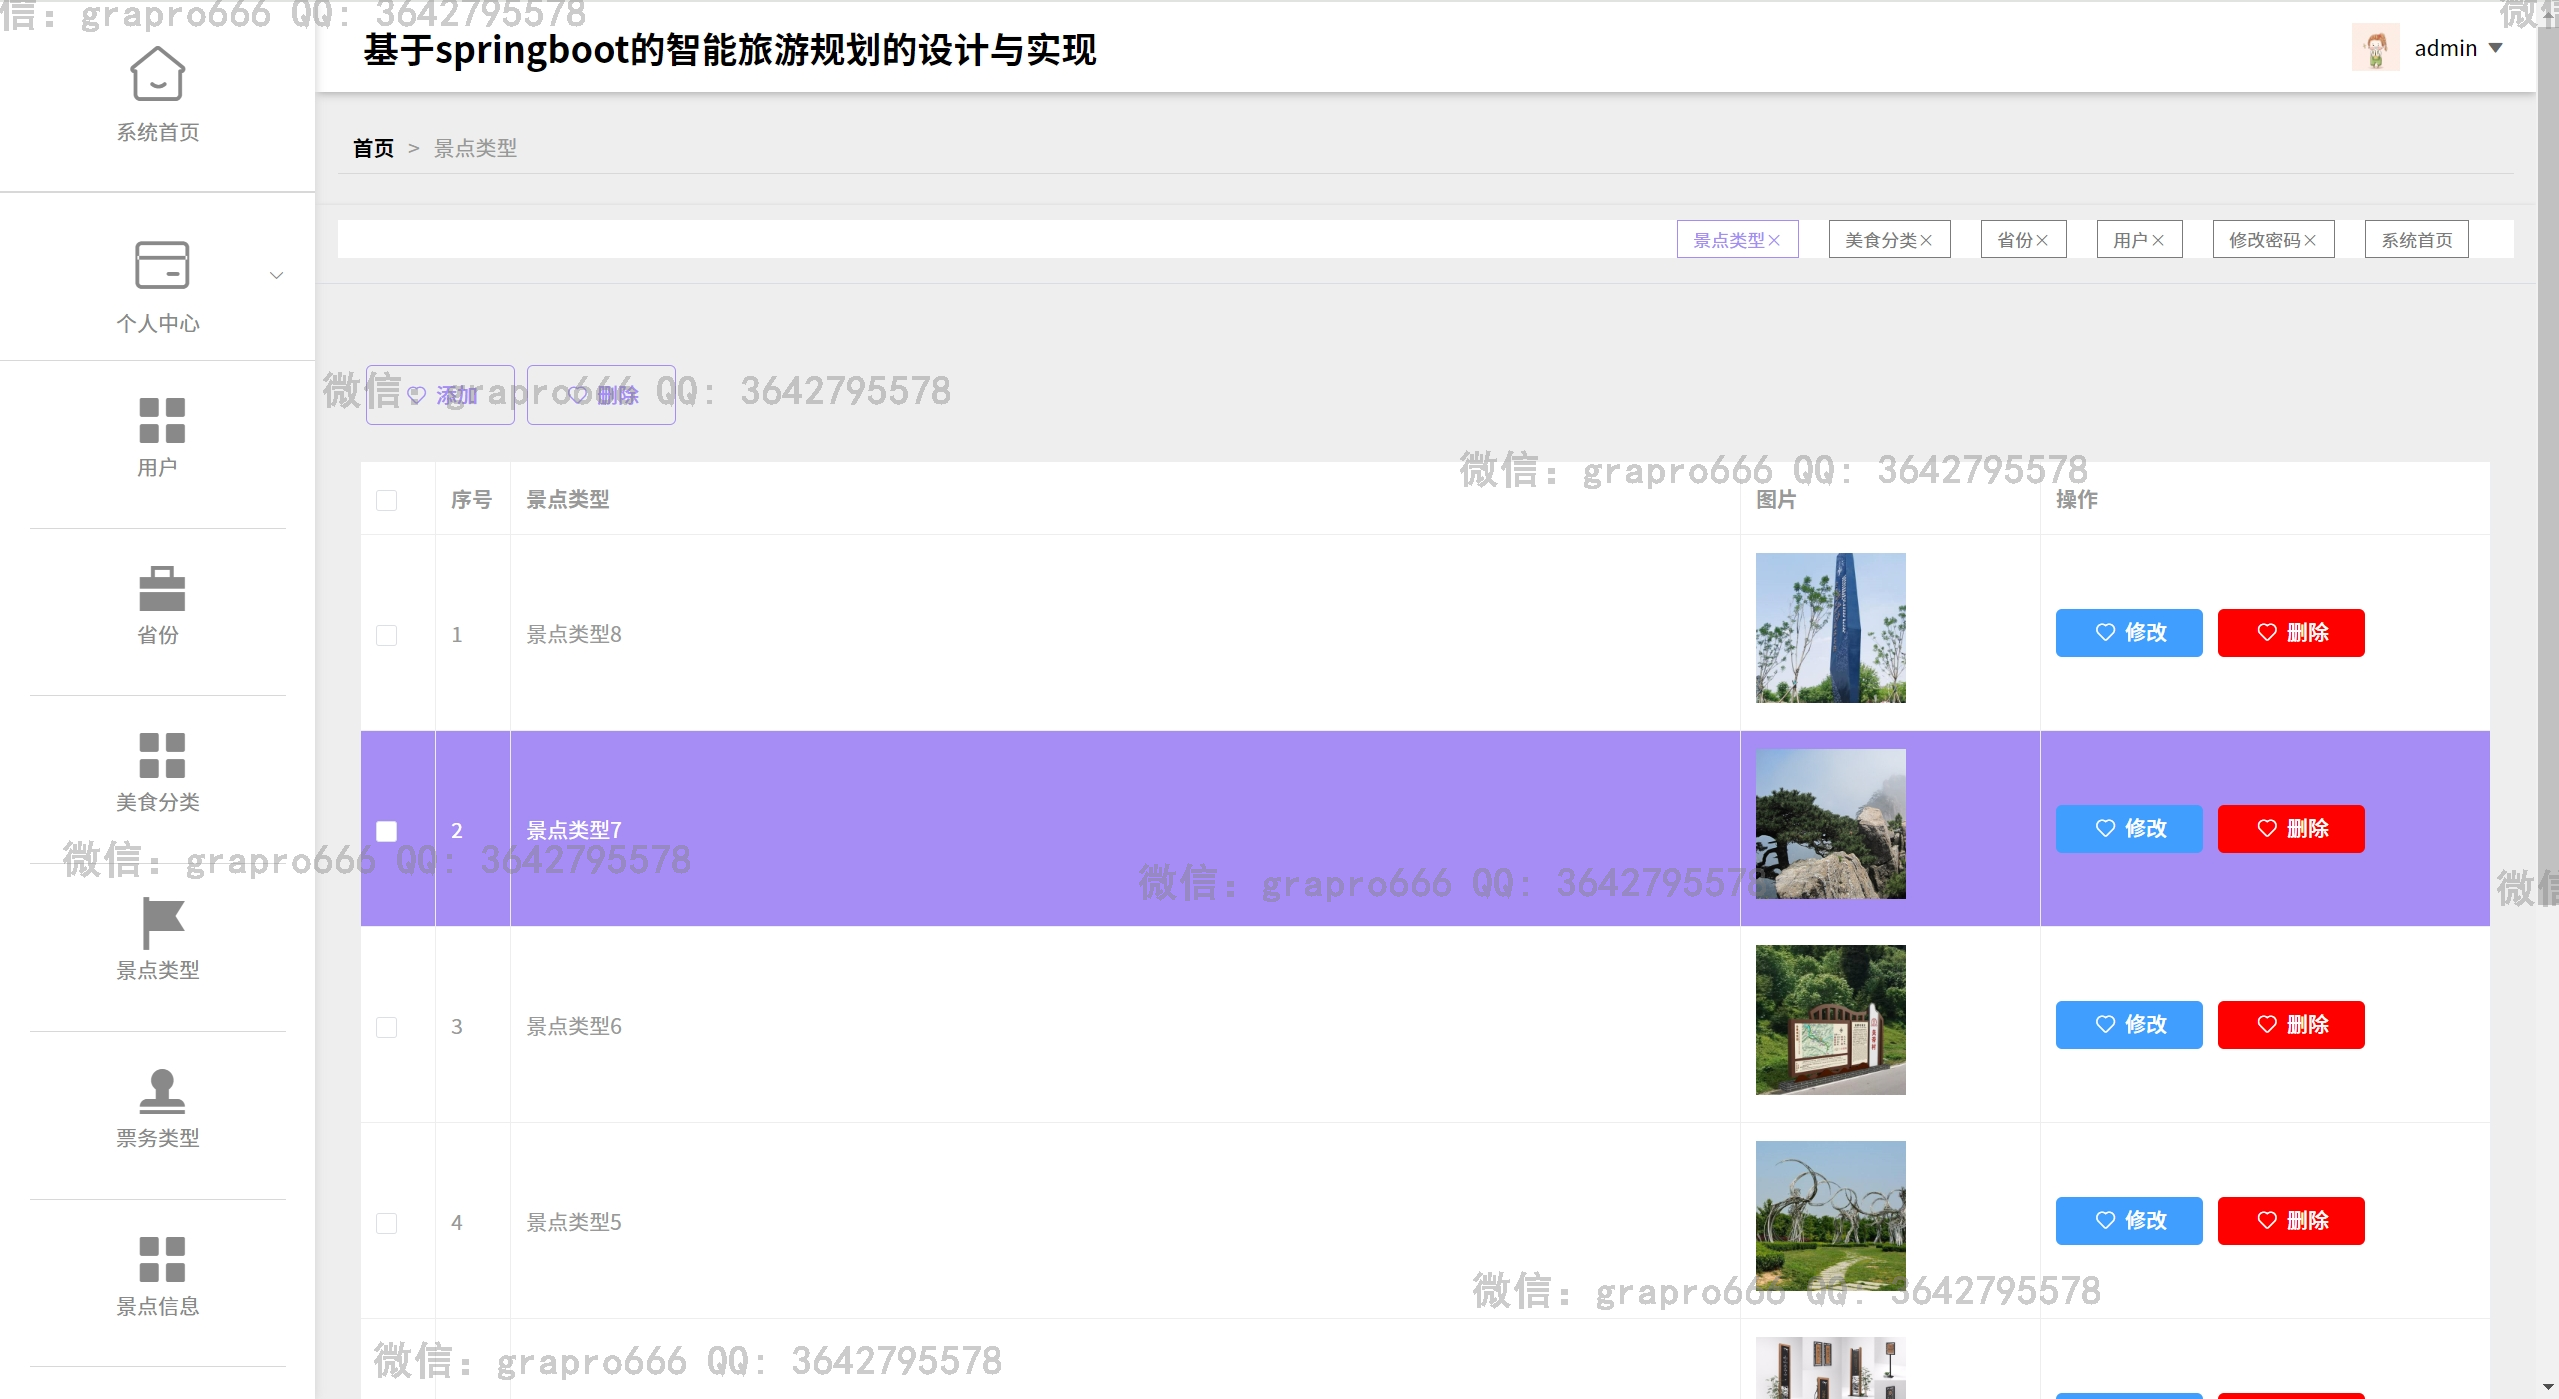 微信：grapro666 QQ: 3642795578
基于springboot的智能旅游规划的设计与实现
admin
系统首页
首页 > 景点类型
景点类型×
美食分类×
省份×
用户×
修改密码×
系统首页
个人中心
添加
删除
微信：grapro666 QQ: 3642795578
用户
微信：grapro666 QQ: 3642795578
序号
景点类型
图片
操作
省份
1
景点类型8
修改
删除
美食分类
2
景点类型7
修改
删除
微信：grapro666 QQ: 3642795578
微信：grapro666 QQ: 3642795578
微信
景点类型
3
景点类型6
修改
删除
票务类型
4
景点类型5
修改
删除
景点信息
微信：grapro666 QQ: 3642795578
微信：grapro666 QQ: 3642795578